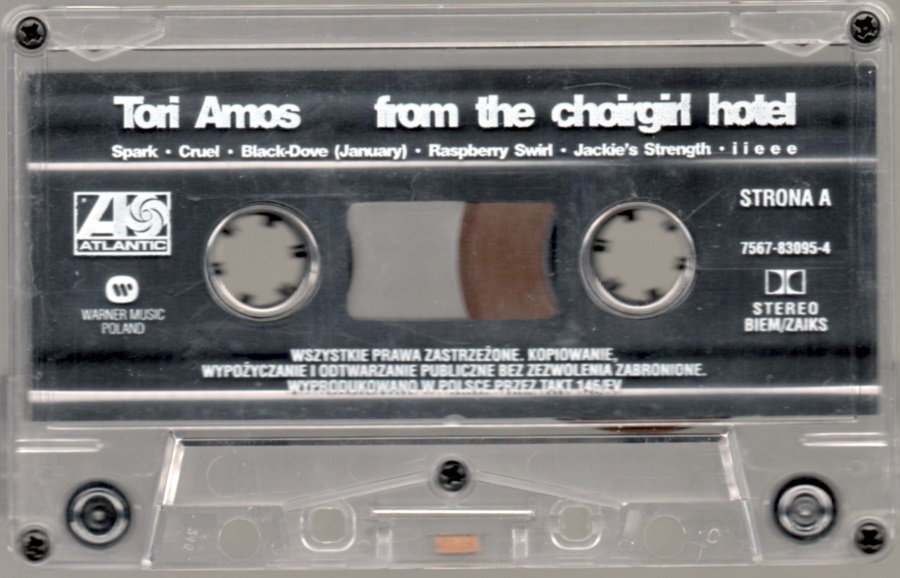 Tori Amos from the choirgirl hotel
Spark • Cruel • Black-Dove (January) • Raspberry Swirl • Jackie's Strength • i i e e e
ATLANTIC
WARNER MUSIC
POLAND
STRONA A
7567-83095-4
STEREO
BIEM/ZAIKS
WSZYSTKIE PRAWA ZASTRZEŻONE. KOPIOWANIE,
WYPOŻYCZANIE I ODTWARZANIE PUBLICZNE BEZ ZEZWOLENIA ZABRONIONE.
WYPRODUKOWANO W POLSCE PRZEZ TAKT 146/EV